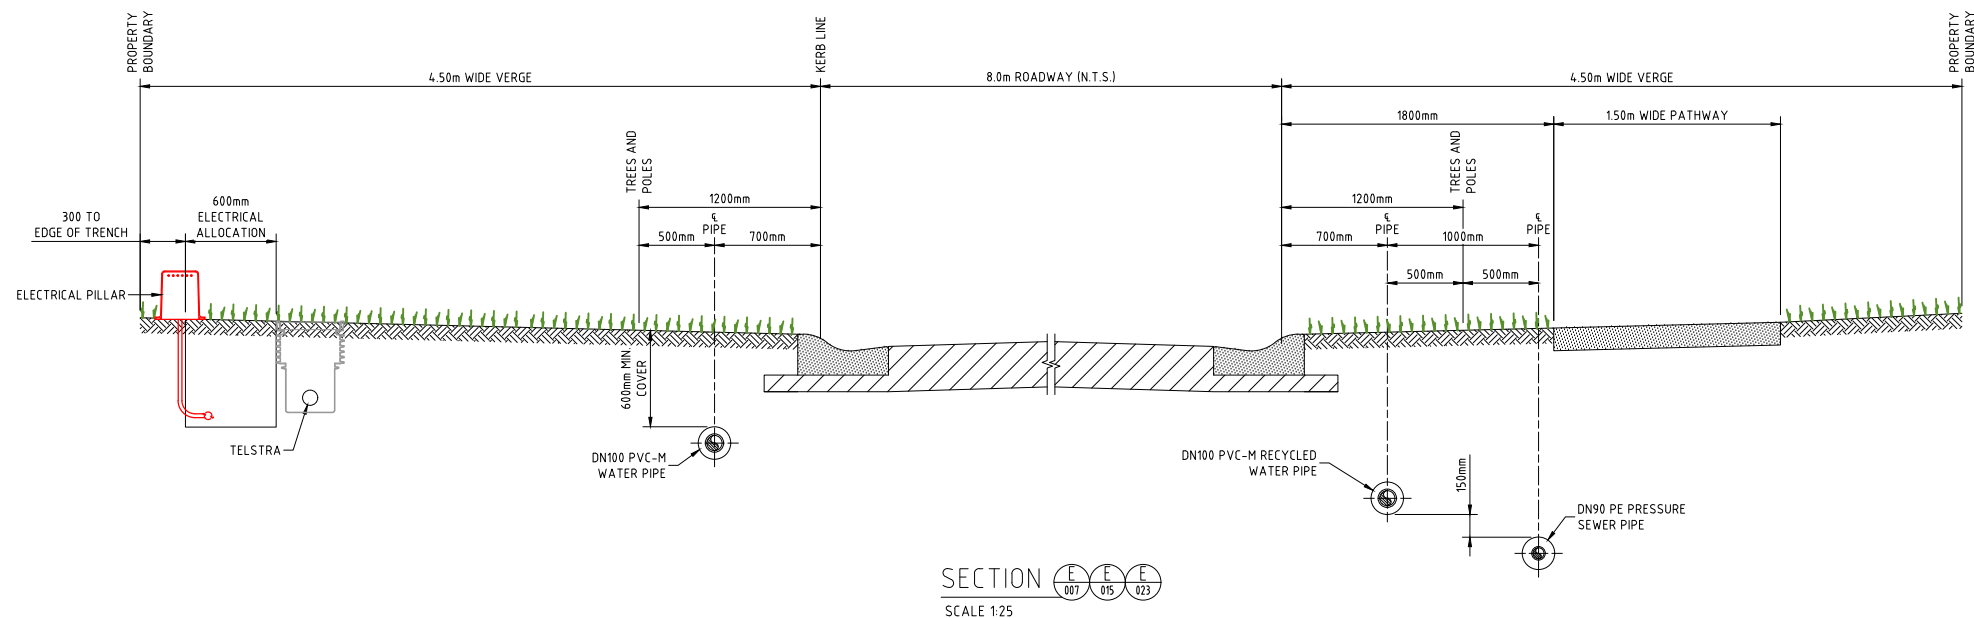 PROPERTY
BOUNDARY
KERB LINE
PROPERTY
BOUNDARY
4.50m WIDE VERGE
8.0m ROADWAY (N.T.S.)
4.50m WIDE VERGE
1800mm
1.50m WIDE PATHWAY
TREES AND
POLES
TREES AND
POLES
600mm
ELECTRICAL
ALLOCATION
300 TO
EDGE OF TRENCH
1200mm
℄
PIPE
500mm
700mm
1200mm
℄
PIPE
℄
PIPE
700mm
1000mm
500mm
500mm
ELECTRICAL PILLAR
600mm MIN.
COVER
TELSTRA
DN100 PVC-M
WATER PIPE
DN100 PVC-M RECYCLED
WATER PIPE
150mm
DN90 PE PRESSURE
SEWER PIPE
SECTION
E
007
E
015
E
023
SCALE 1:25